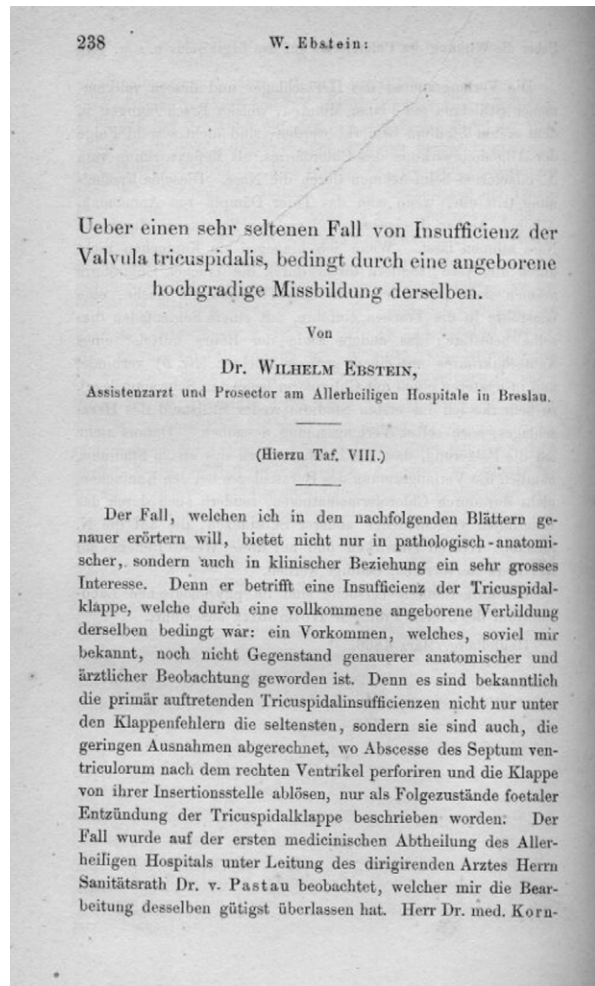 238
W. Ebstein:
Ueber einen sehr seltenen Fall von Insufficienz der
Valvula tricuspidalis, bedingt durch eine angeborene
hochgradige Missbildung derselben.
Von
Dr. Wilhelm Ebstein,
Assistenzarzt und Prosector am Allerheiligen Hospitale in Breslau.
(Hierzu Taf. VIII.)
Der Fall, welchen ich in den nachfolgenden Blättern ge-
nauer erörtern will, bietet nicht nur in pathologisch-anatomi-
scher, sondern auch in klinischer Beziehung ein sehr grosses
Interesse. Denn er betrifft eine Insufficienz der Tricuspidal-
klappe, welche durch eine vollkommene angeborene Verbildung
derselben bedingt war: ein Vorkommen, welches, soviel mir
bekannt, noch nicht Gegenstand genauerer anatomischer und
ärztlicher Beobachtung geworden ist. Denn es sind bekanntlich
die primär auftretenden Tricuspidalinsufficienzen nicht nur unter
den Klappenfehlern die seltensten, sondern sie sind auch, die
geringen Ausnahmen abgerechnet, wo Abscesse des Septum ven-
triculorum nach dem rechten Ventrikel perforiren und die Klappe
von ihrer Insertionsstelle ablösen, nur als Folgezustände foetaler
Entzündung der Tricuspidalklappe beschrieben worden. Der
Fall wurde auf der ersten medicinischen Abtheilung des Aller-
heiligen Hospitals unter Leitung des dirigirenden Arztes Herrn
Sanitätsrath Dr. v. Pastau beobachtet, welcher mir die Bear-
beitung desselben gütigst überlassen hat. Herr Dr. med. Korn-